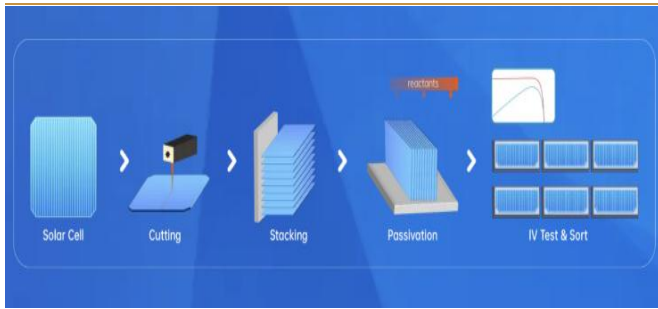 reactants
Solar Cell
Cutting
Stacking
Passivation
IV Test & Sort